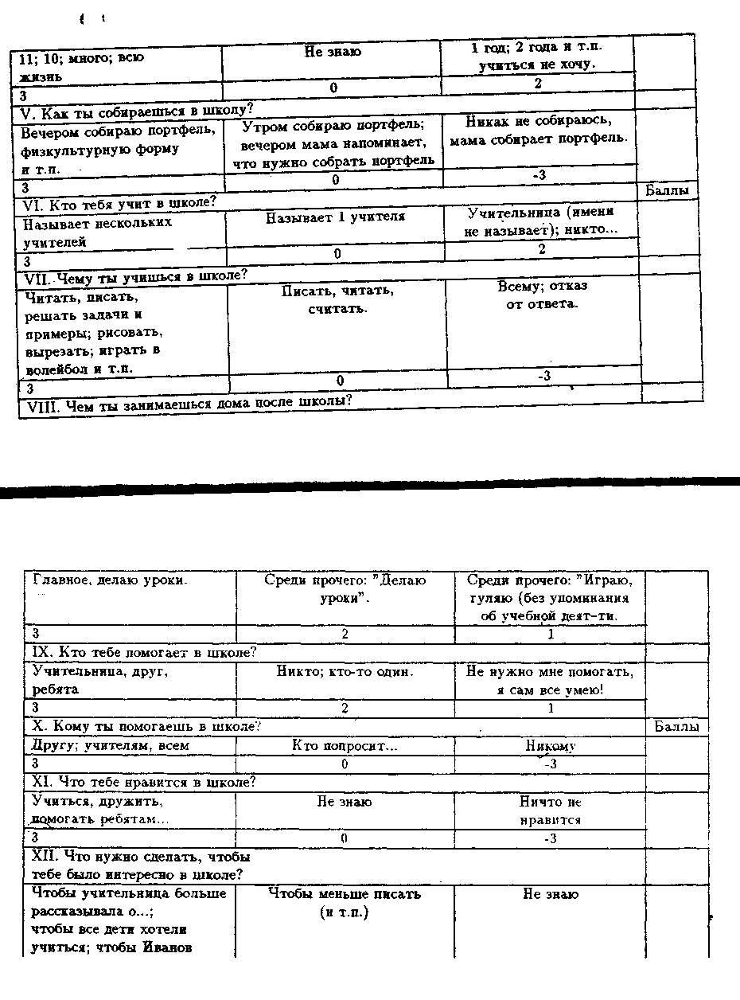 11; 10; много; всю
жизнь
Не знаю
1 год; 2 года и т.п.
учиться не хочу.
3
0
2
V. Как ты собираешься в школу?
Вечером собираю портфель,
физкультурную форму
и т.п.
Утром собираю портфель;
вечером мама напоминает,
что нужно собрать портфель
Никак не собираюсь,
мама собирает портфель.
3
0
-3
VI. Кто тебя учит в школе?
Баллы
Называет нескольких
учителей
Называет 1 учителя
Учительница (имени
не называет); никто...
3
0
2
VII. Чему ты учишься в школе?
Читать, писать,
решать задачи и
примеры; рисовать,
вырезать; играть в
волейбол и т.п.
Писать, читать,
считать.
Всему; отказ
от ответа.
3
0
-3
VIII. Чем ты занимаешься дома после школы?
Главное, делаю уроки.
Среди прочего: "Делаю
уроки".
Среди прочего: "Играю,
гуляю (без упоминания
об учебной деят-ти.
3
2
1
IX. Кто тебе помогает в школе?
Учительница, друг,
ребята
Никто; кто-то один.
Не нужно мне помогать,
я сам все умею!
3
2
1
X. Кому ты помогаешь в школе?
Баллы
Другу; учителям, всем
Кто попросит...
Никому
3
0
-3
XI. Что тебе нравится в школе?
Учиться, дружить,
помогать ребятам...
Не знаю
Ничто не
нравится
3
0
-3
XII. Что нужно сделать, чтобы
тебе было интересно в школе?
Чтобы учительница больше
рассказывала о...;
чтобы все дети хотели
учиться; чтобы Иванов
Чтобы меньше писать
(и т.п.)
Не знаю